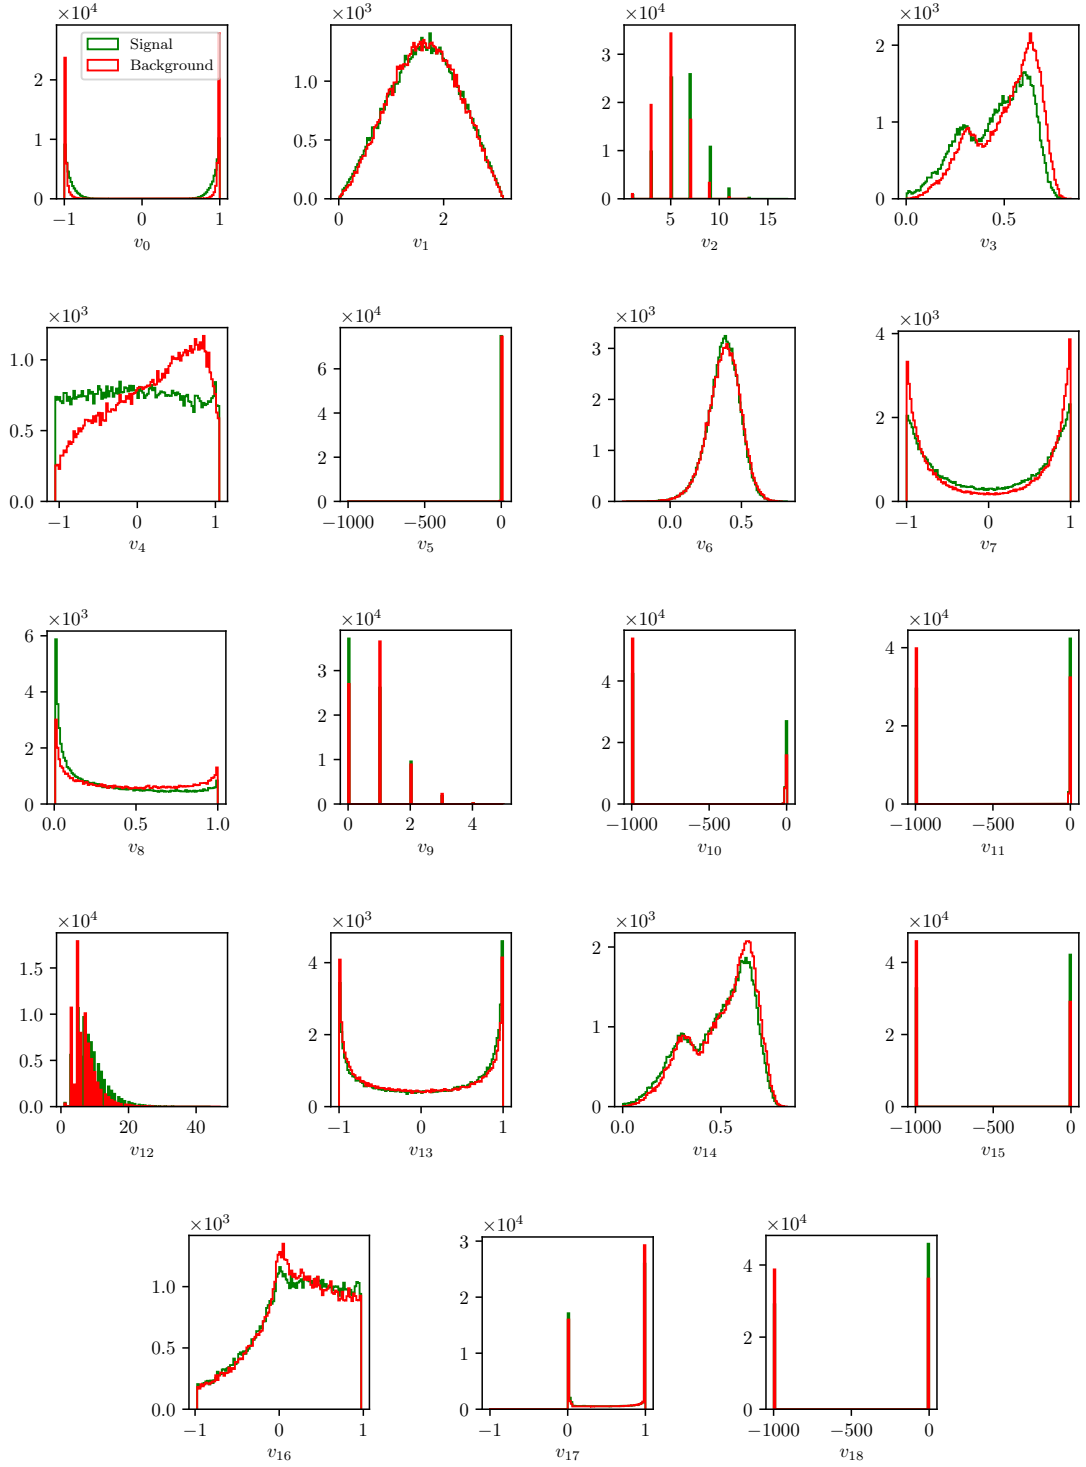 ×10⁴ ×10³ ×10⁴ ×10³
Signal
Background
2
1
0
−1 0 1
v₀
1.0
0.5
0.0
0 2
v₁
3
2
1
0
5 10 15
v₂
2
1
0
0.0 0.5
v₃
×10³ ×10⁴ ×10³ ×10³
1.0
0.5
0.0
−1 0 1
v₄
6
4
2
0
−1000 −500 0
v₅
3
2
1
0
0.0 0.5
v₆
4
2
0
−1 0 1
v₇
×10³ ×10⁴ ×10⁴ ×10⁴
6
4
2
0
0.0 0.5 1.0
v₈
3
2
1
0
0 2 4
v₉
4
2
0
−1000 −500 0
v₁₀
4
2
0
−1000 −500 0
v₁₁
×10⁴ ×10³ ×10³ ×10⁴
1.5
1.0
0.5
0.0
0 20 40
v₁₂
4
2
0
−1 0 1
v₁₃
2
1
0
0.0 0.5
v₁₄
4
2
0
−1000 −500 0
v₁₅
×10³ ×10⁴ ×10⁴
1.0
0.5
0.0
−1 0 1
v₁₆
3
2
1
0
−1 0 1
v₁₇
4
2
0
−1000 −500 0
v₁₈